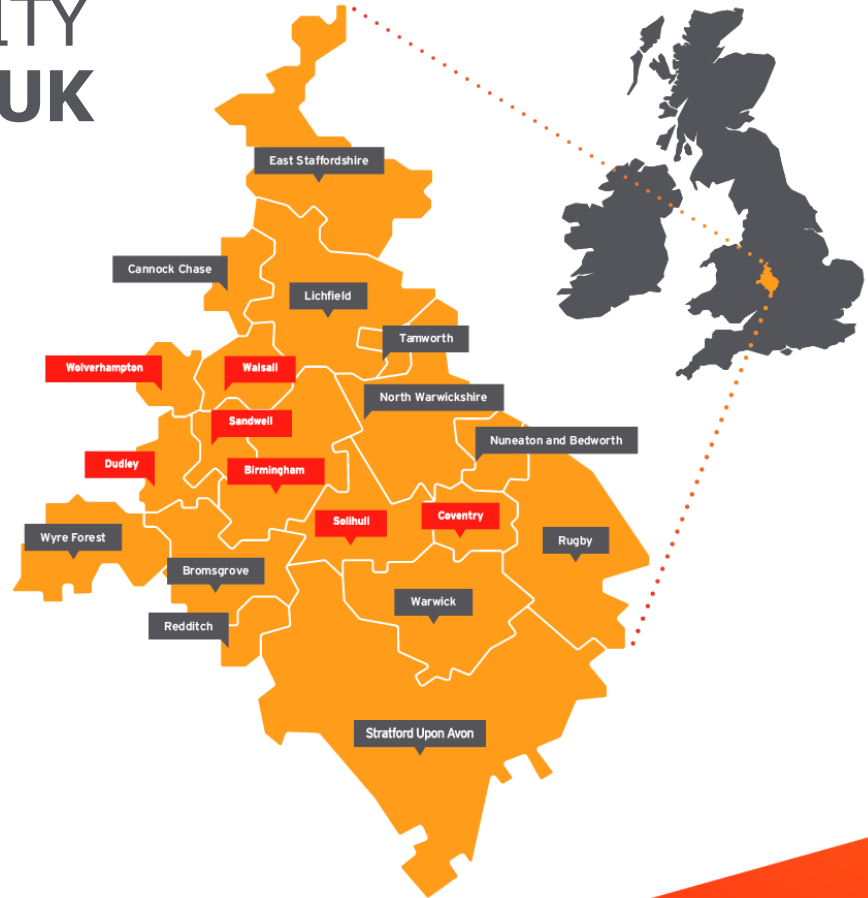 ITY
UK
East Staffordshire
Cannock Chase
Lichfield
Tamworth
Wolverhampton
Walsall
North Warwickshire
Sandwell
Nuneaton and Bedworth
Dudley
Birmingham
Solihull
Coventry
Wyre Forest
Rugby
Bromsgrove
Warwick
Redditch
Stratford Upon Avon